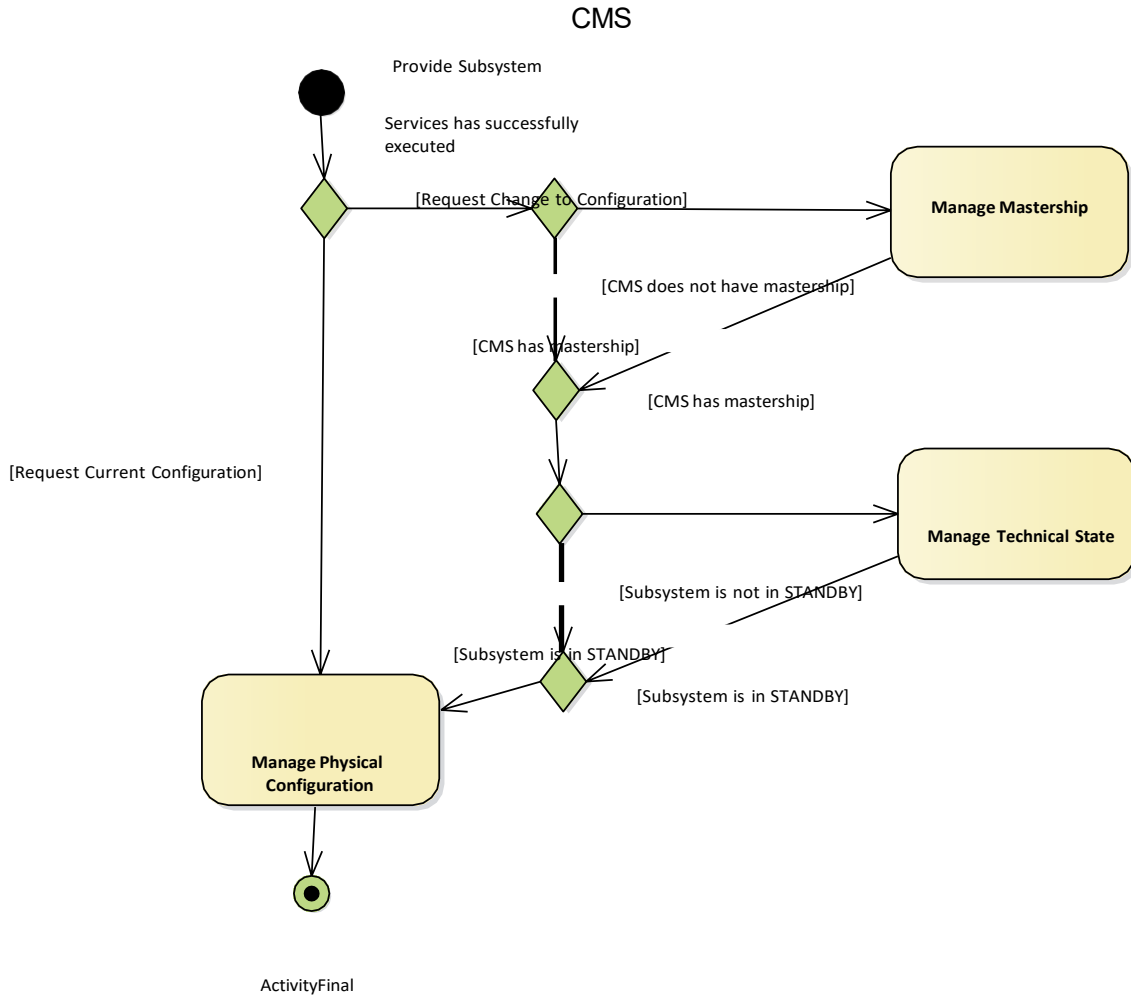 CMS
Provide Subsystem
Services has successfully
executed
[Request Change to Configuration]
Manage Mastership
[CMS does not have mastership]
[CMS has mastership]
[CMS has mastership]
[Request Current Configuration]
Manage Technical State
[Subsystem is not in STANDBY]
[Subsystem is in STANDBY]
[Subsystem is in STANDBY]
Manage Physical
Configuration
ActivityFinal